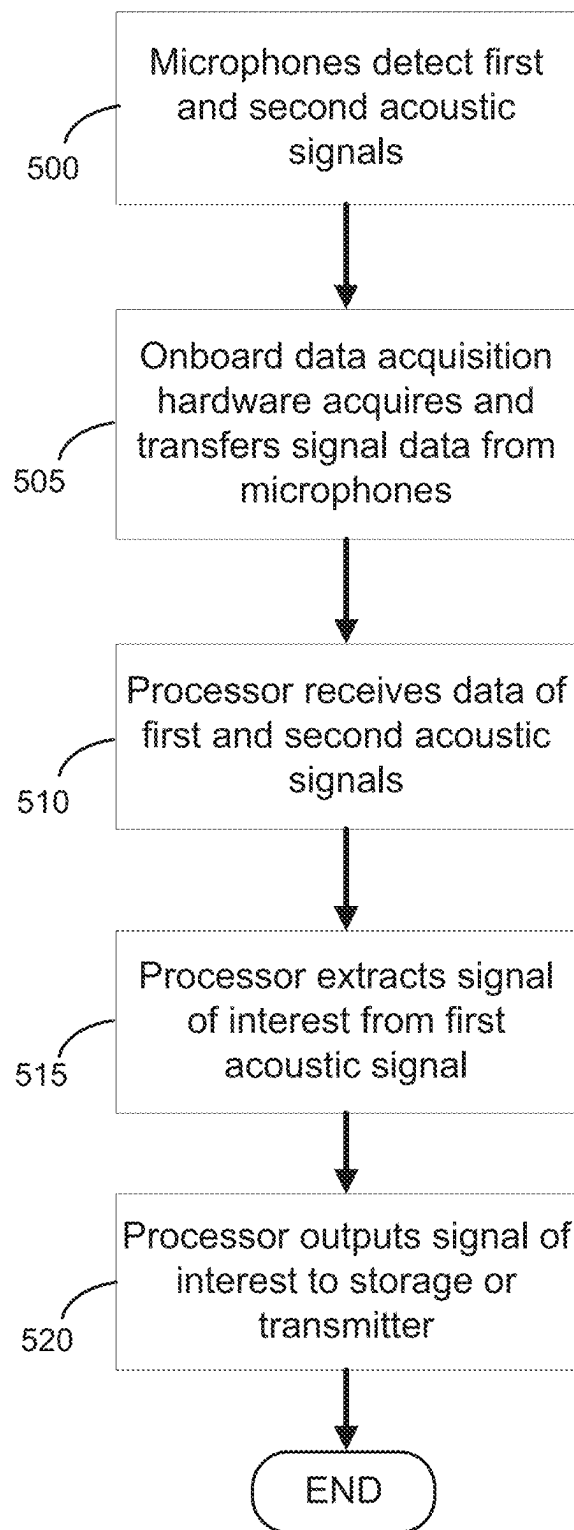 Microphones detect first
and second acoustic
signals
500
Onboard data acquisition
hardware acquires and
transfers signal data from
microphones
505
Processor receives data of
first and second acoustic
signals
510
Processor extracts signal
of interest from first
acoustic signal
515
Processor outputs signal of
interest to storage or
transmitter
520
END